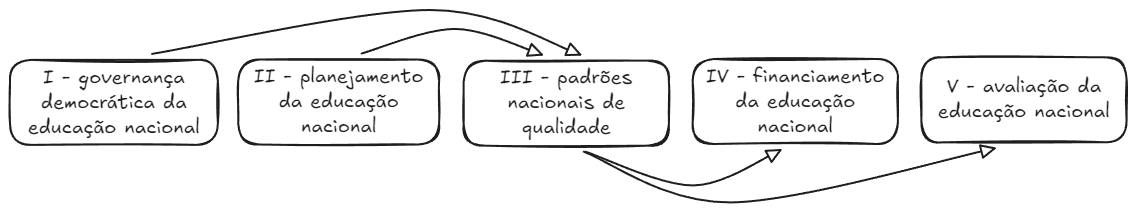 I - governança
democrática da
educação nacional
II - planejamento
da educação
nacional
III - padrões
nacionais de
qualidade
IV - financiamento
da educação
nacional
V - avaliação da
educação nacional